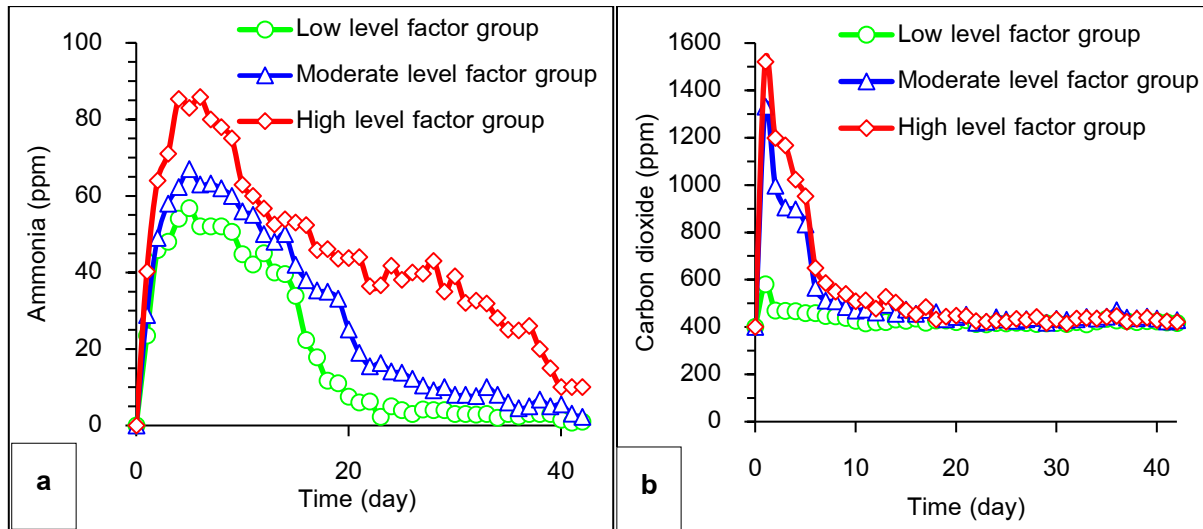 Ammonia (ppm)
100
80
60
40
20
0
Low level factor group
Moderate level factor group
High level factor group
0
20
40
Time (day)
a
Carbon dioxide (ppm)
1600
1400
1200
1000
800
600
400
200
0
Low level factor group
Moderate level factor group
High level factor group
0
10
20
30
40
Time (day)
b